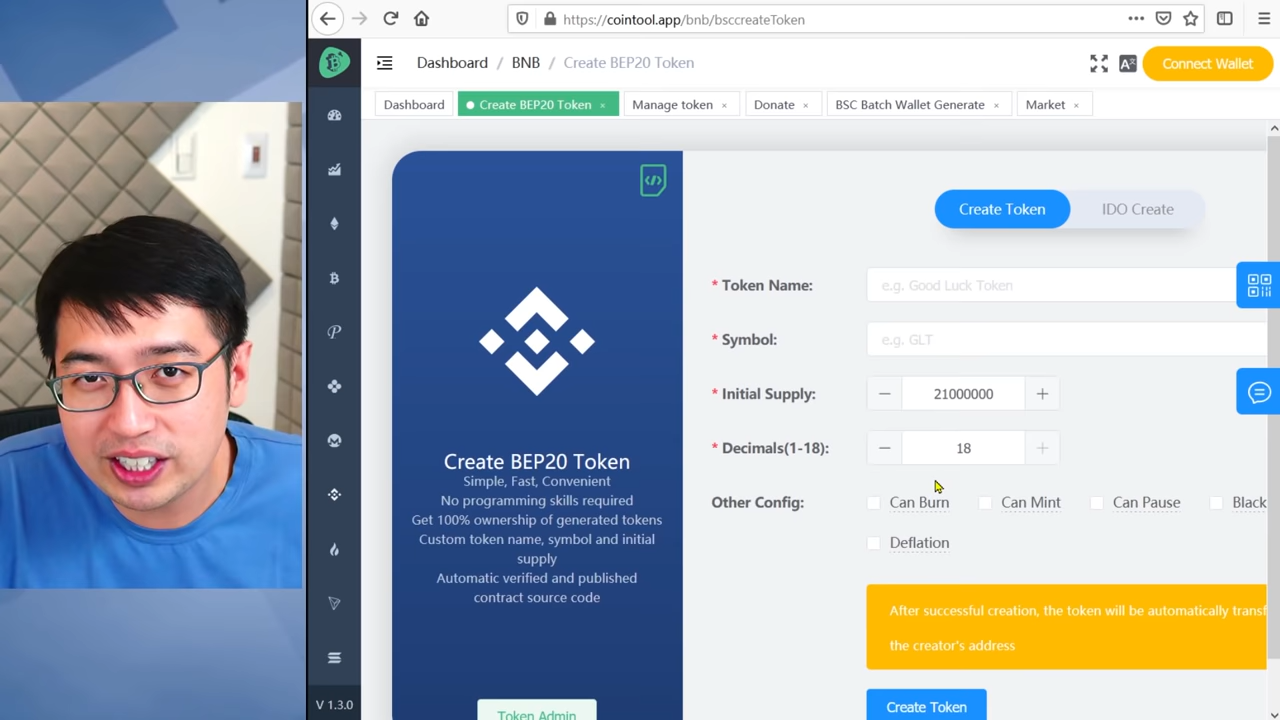 https://cointool.app/bnb/bsccreateToken
Dashboard / BNB / Create BEP20 Token
Connect Wallet
Dashboard
Create BEP20 Token ×
Manage token ×
Donate ×
BSC Batch Wallet Generate ×
Market ×
Create BEP20 Token
Simple, Fast, Convenient
No programming skills required
Get 100% ownership of generated tokens
Custom token name, symbol and initial
supply
Automatic verified and published
contract source code
Token Admin
Create Token
IDO Create
* Token Name:
e.g. Good Luck Token
* Symbol:
e.g. GLT
* Initial Supply:
− 21000000 +
* Decimals(1-18):
− 18 +
Other Config:
Can Burn
Can Mint
Can Pause
Black
Deflation
After successful creation, the token will be automatically transf
the creator's address
Create Token
V 1.3.0